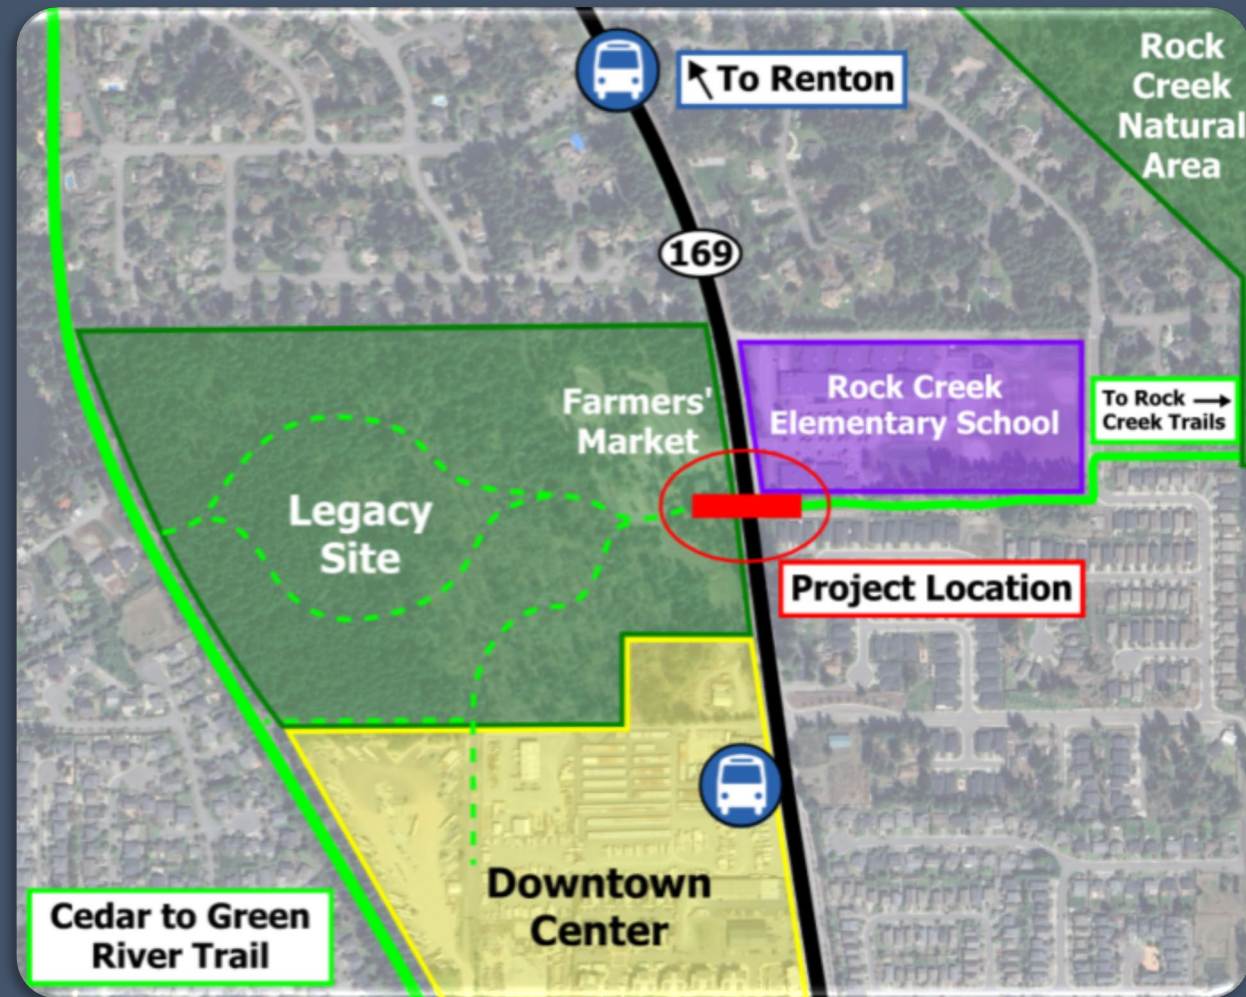 Rock
Creek
Natural
Area
To Renton
169
Farmers'
Market
Rock Creek
Elementary School
To Rock
Creek Trails
Legacy
Site
Project Location
Downtown
Center
Cedar to Green
River Trail